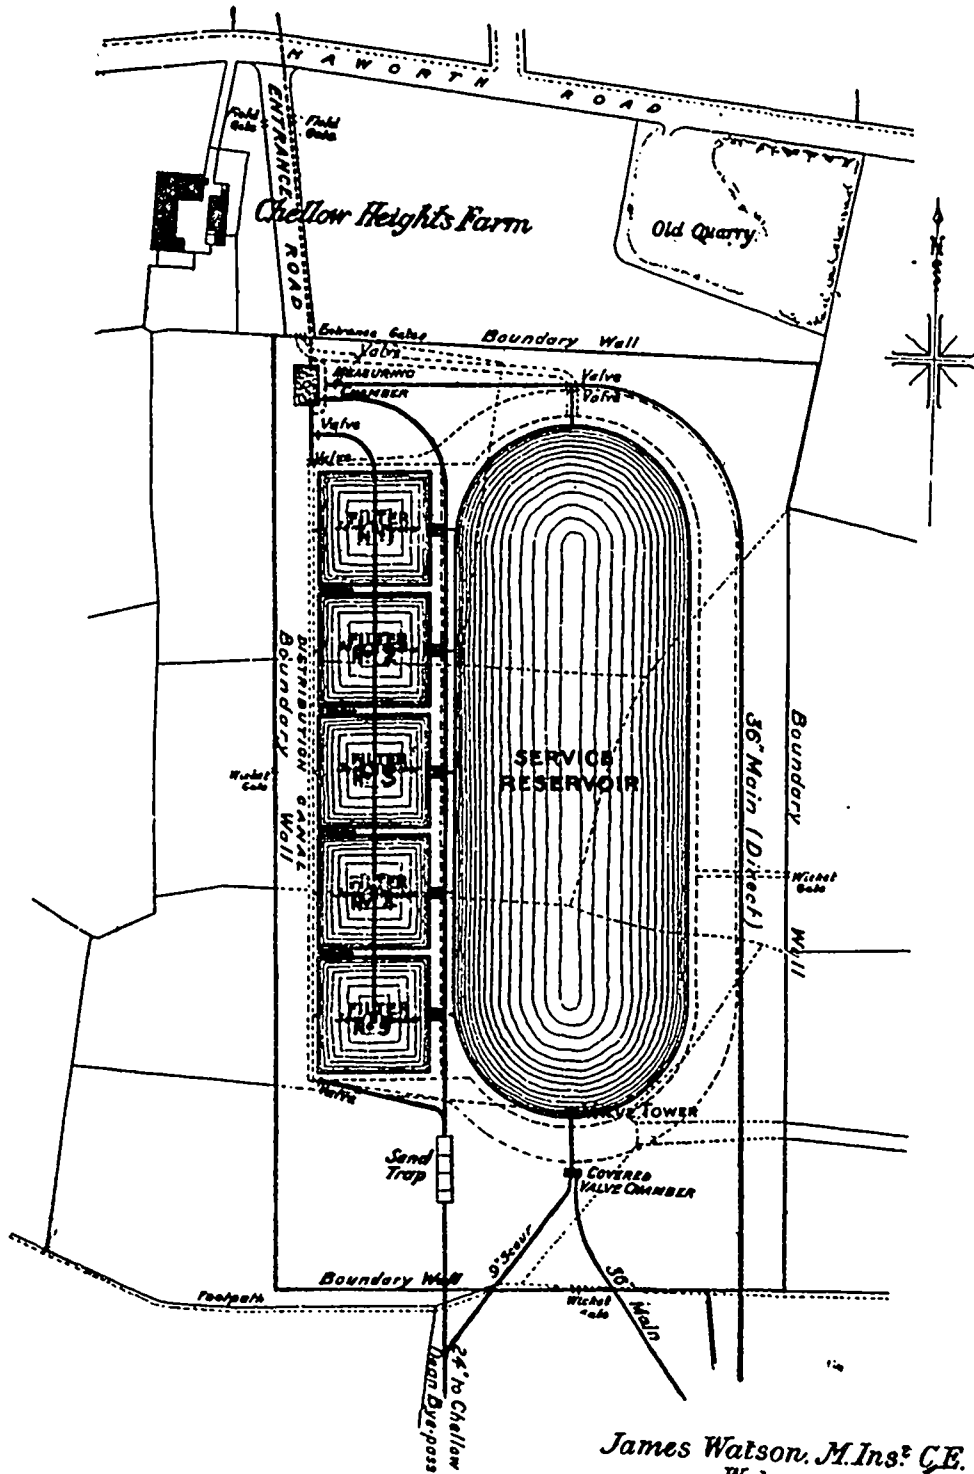 HAWORTH ROAD
Field
Gate
Field
Gate
ENTRANCE ROAD
Chellow Heights Farm
Old Quarry
Entrance Gates
Boundary Wall
Valve
MEASURING
CHAMBER
Valve
Valve
Valve
Valve
FILTER
No 1
FILTER
No 2
FILTER
No 3
FILTER
No 4
FILTER
No 5
DISTRIBUTION CANAL
Boundary Wall
Wicket
Gate
SERVICE
RESERVOIR
36" Main (Direct)
Boundary Wall
Wicket
Gate
Valve
VALVE TOWER
Sand
Trap
COVERED
VALVE CHAMBER
9" Scour
36" Main
Boundary Wall
Footpath
Wicket
Gate
24" to Chellow
Dean Bye-pass
James Watson. M.Inst. C.E.